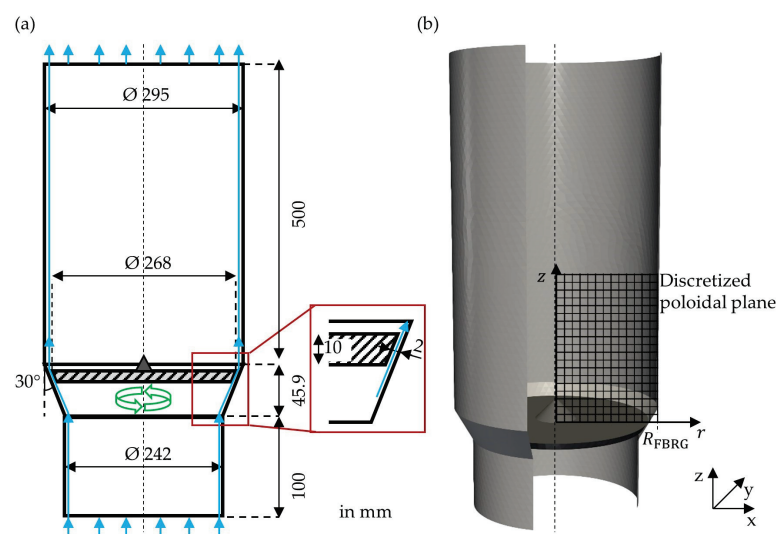 (a)
Ø 295
500
Ø 268
10
2
30°
45.9
Ø 242
100
in mm
(b)
z
Discretized
poloidal plane
R_FBRG
r
z
y
x